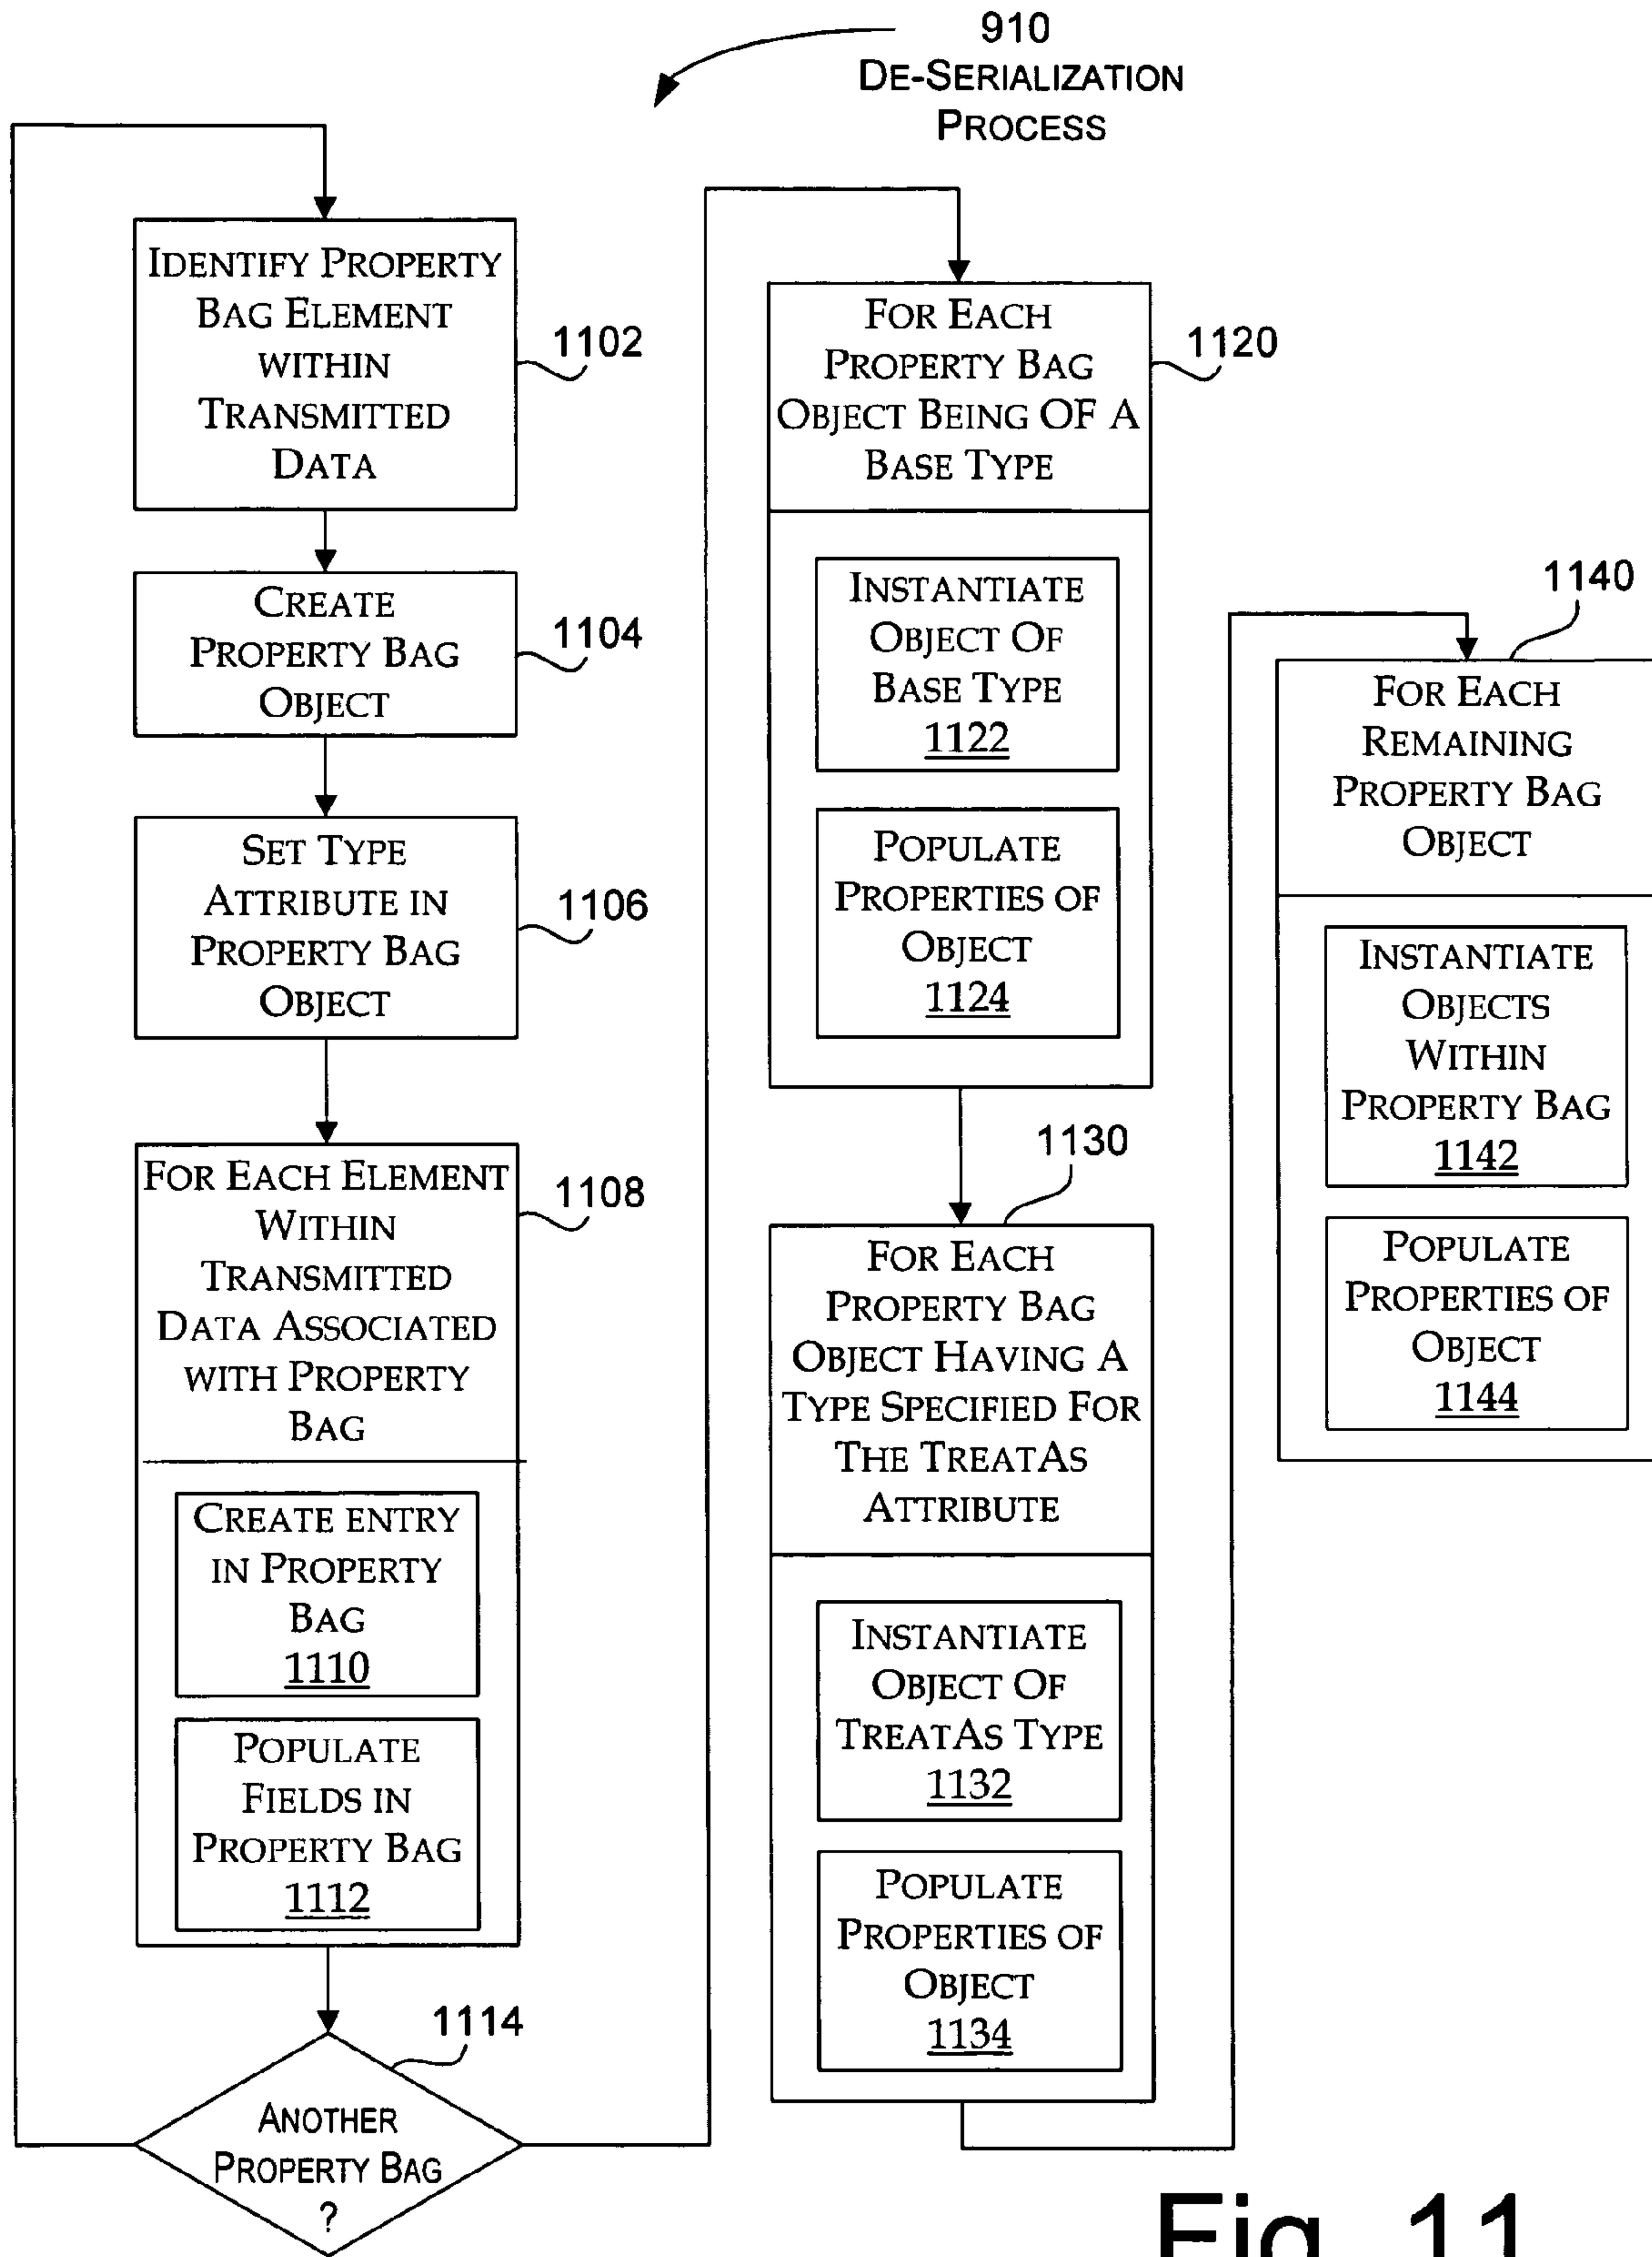 910
DE-SERIALIZATION
PROCESS
IDENTIFY PROPERTY
BAG ELEMENT
WITHIN
TRANSMITTED
DATA
1102
CREATE
PROPERTY BAG
OBJECT
1104
SET TYPE
ATTRIBUTE IN
PROPERTY BAG
OBJECT
1106
FOR EACH ELEMENT
WITHIN
TRANSMITTED
DATA ASSOCIATED
WITH PROPERTY
BAG
1108
CREATE ENTRY
IN PROPERTY
BAG
1110
POPULATE
FIELDS IN
PROPERTY BAG
1112
1114
ANOTHER
PROPERTY BAG
?
FOR EACH
PROPERTY BAG
OBJECT BEING OF A
BASE TYPE
1120
INSTANTIATE
OBJECT OF
BASE TYPE
1122
POPULATE
PROPERTIES OF
OBJECT
1124
1130
FOR EACH
PROPERTY BAG
OBJECT HAVING A
TYPE SPECIFIED FOR
THE TREATAS
ATTRIBUTE
INSTANTIATE
OBJECT OF
TREATAS TYPE
1132
POPULATE
PROPERTIES OF
OBJECT
1134
1140
FOR EACH
REMAINING
PROPERTY BAG
OBJECT
INSTANTIATE
OBJECTS
WITHIN
PROPERTY BAG
1142
POPULATE
PROPERTIES OF
OBJECT
1144
Fig. 11